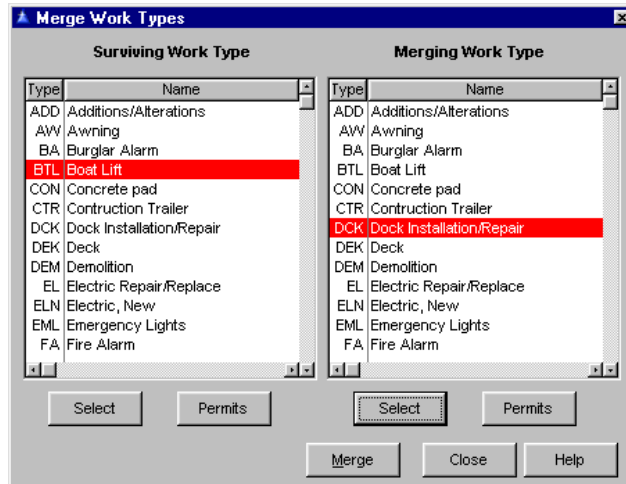 Merge Work Types
Surviving Work Type
Type Name
ADD Additions/Alterations
AW Awning
BA Burglar Alarm
BTL Boat Lift
CON Concrete pad
CTR Contruction Trailer
DCK Dock Installation/Repair
DEK Deck
DEM Demolition
EL Electric Repair/Replace
ELN Electric, New
EML Emergency Lights
FA Fire Alarm
Select Permits
Merging Work Type
Type Name
ADD Additions/Alterations
AW Awning
BA Burglar Alarm
BTL Boat Lift
CON Concrete pad
CTR Contruction Trailer
DCK Dock Installation/Repair
DEK Deck
DEM Demolition
EL Electric Repair/Replace
ELN Electric, New
EML Emergency Lights
FA Fire Alarm
Select Permits
Merge Close Help